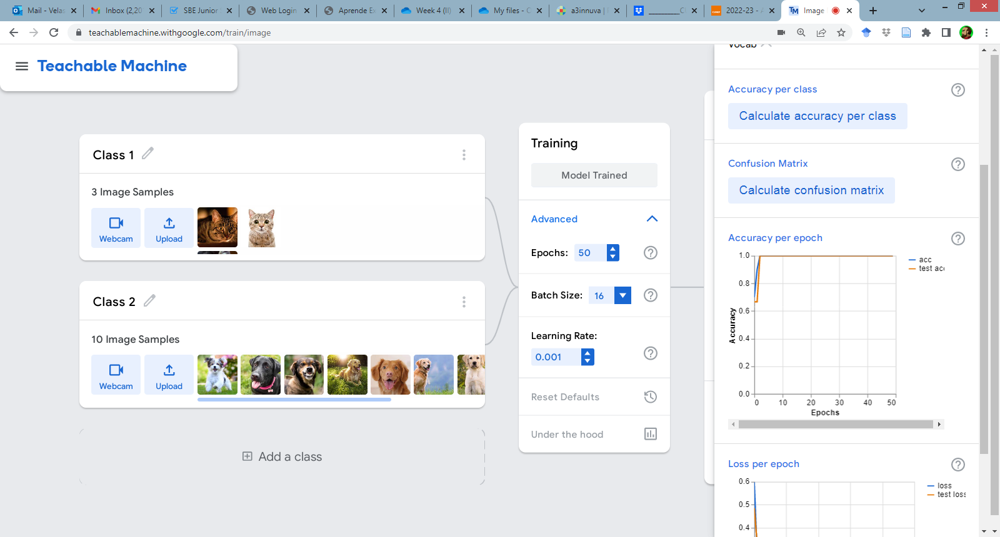 Mail - Velas
Inbox (2,20
SBE Junior
Web Login
Aprende Ex
Week 4 (II)
My files - O
a3innuva |
2022-23 - A
Image
teachablemachine.withgoogle.com/train/image
Teachable Machine
Class 1
3 Image Samples
Webcam
Upload
Class 2
10 Image Samples
Webcam
Upload
Add a class
Training
Model Trained
Advanced
Epochs: 50
Batch Size: 16
Learning Rate:
0.001
Reset Defaults
Under the hood
Vocab
Accuracy per class
Calculate accuracy per class
Confusion Matrix
Calculate confusion matrix
Accuracy per epoch
1.0
0.8
0.6
0.4
0.2
0.0
0 10 20 30 40 50
Accuracy
Epochs
acc
test acc
Loss per epoch
0.6
0.5
0.4
loss
test loss